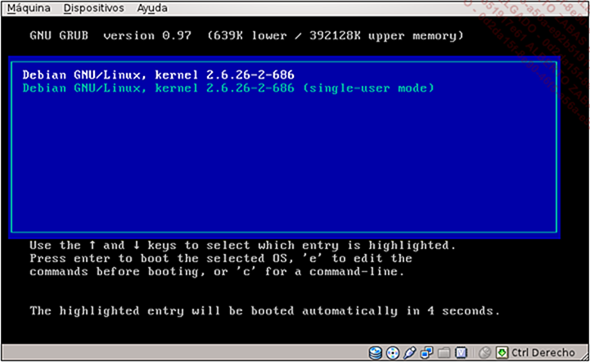 Máquina Dispositivos Ayuda
GNU GRUB version 0.97 (639K lower / 392128K upper memory)
Debian GNU/Linux, kernel 2.6.26-2-686
Debian GNU/Linux, kernel 2.6.26-2-686 (single-user mode)
Use the ↑ and ↓ keys to select which entry is highlighted.
Press enter to boot the selected OS, 'e' to edit the
commands before booting, or 'c' for a command-line.
The highlighted entry will be booted automatically in 4 seconds.
Ctrl Derecho